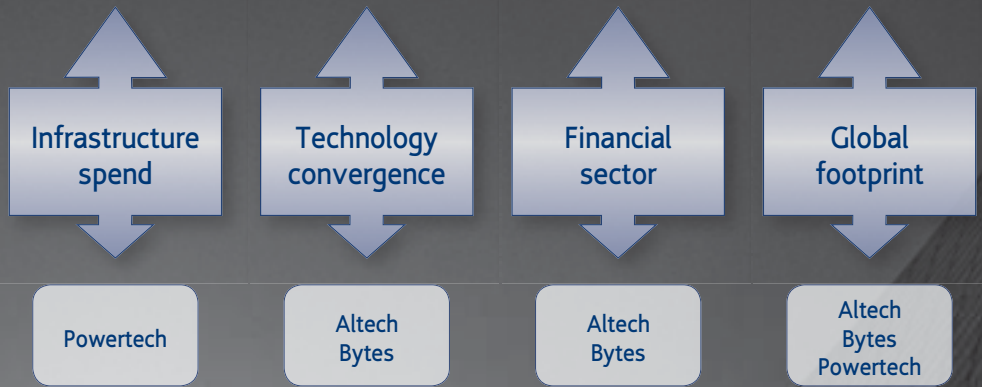 Infrastructure
spend
Technology
convergence
Financial
sector
Global
footprint
Powertech
Altech
Bytes
Altech
Bytes
Altech
Bytes
Powertech